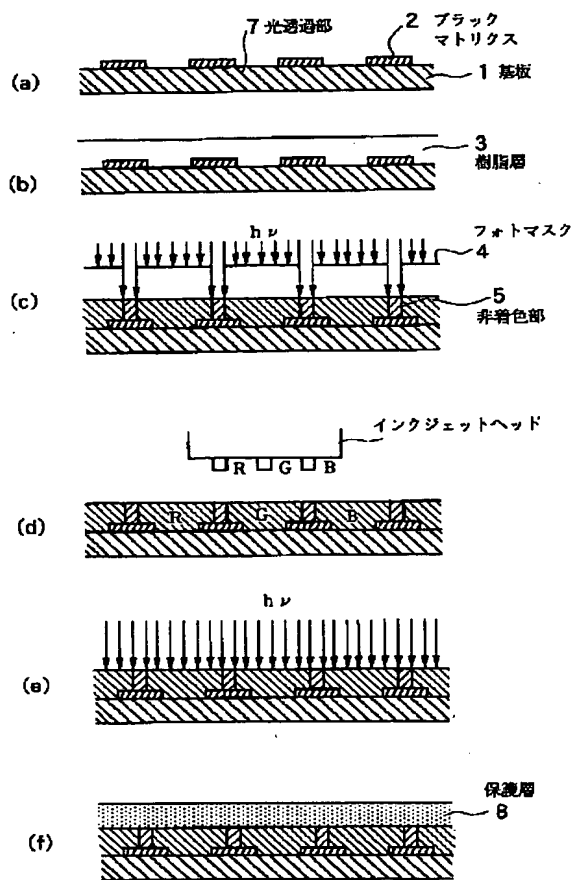 7 光透過部
2 ブラック
マトリクス
1 基板
(a)
3
樹脂層
(b)
hν
フォトマスク
4
(c)
5
非着色部
インクジェットヘッド
R G B
(d)
R G B
hν
(e)
保護層
8
(f)